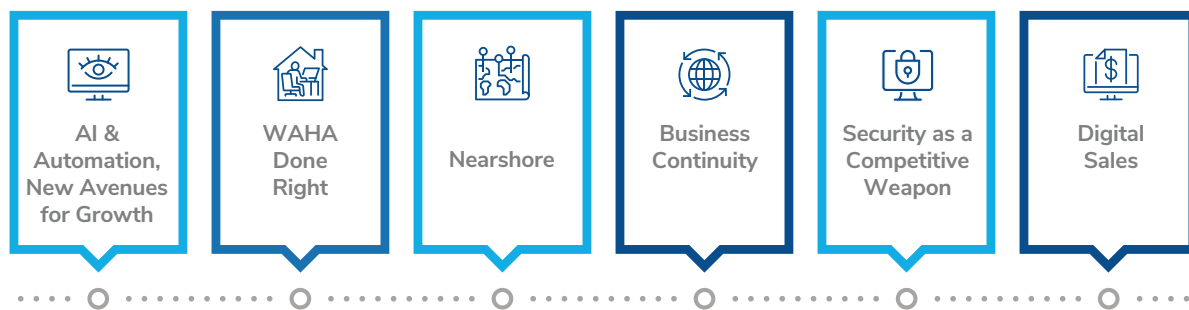 AI &
Automation,
New Avenues
for Growth
WAHA
Done
Right
Nearshore
Business
Continuity
Security as a
Competitive
Weapon
Digital
Sales
$